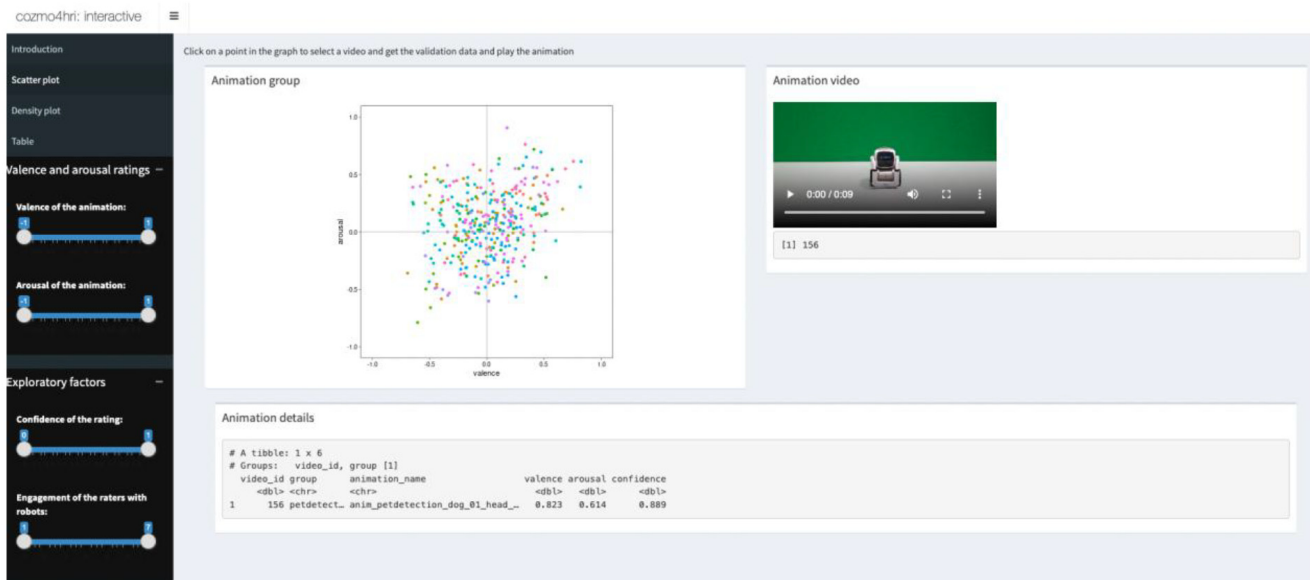 cozmo4hri: interactive
Introduction
Scatter plot
Density plot
Table
Valence and arousal ratings −
Valence of the animation:
-1 1
Arousal of the animation:
-1 1
Exploratory factors −
Confidence of the rating:
0 1
Engagement of the raters with
robots:
1 7
Click on a point in the graph to select a video and get the validation data and play the animation
Animation group
1.0
0.5
0.0
-0.5
-1.0
arousal
-1.0 -0.5 0.0 0.5 1.0
valence
Animation video
0:00 / 0:09
[1] 156
Animation details
# A tibble: 1 x 6
# Groups: video_id, group [1]
video_id group animation_name valence arousal confidence
<dbl> <chr> <chr> <dbl> <dbl> <dbl>
1 156 petdetect… anim_petdetection_dog_01_head_… 0.823 0.614 0.889